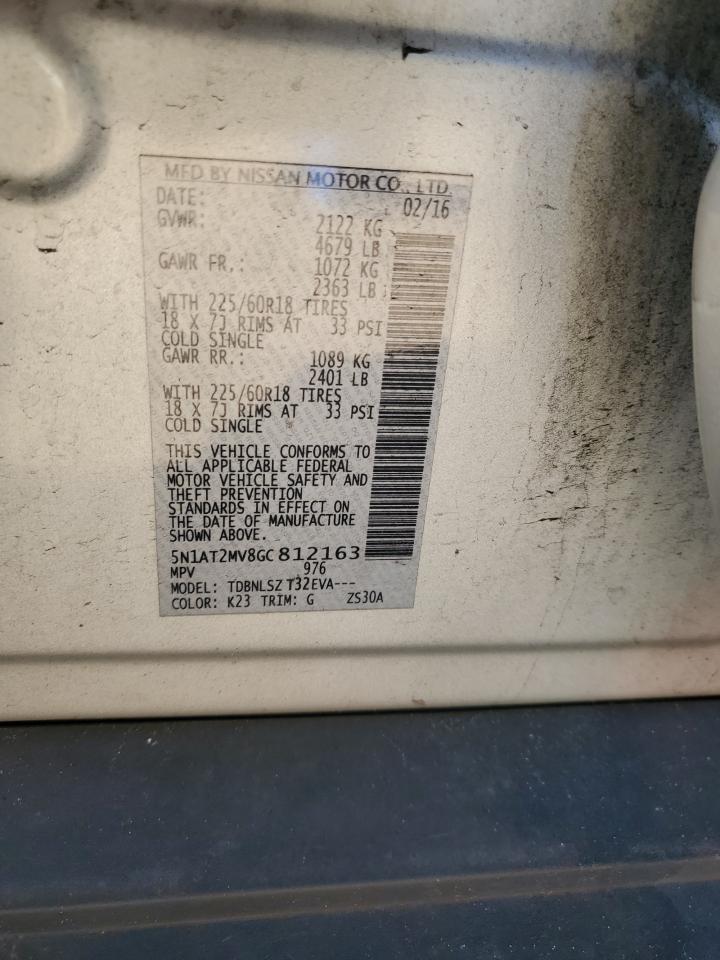 MFD BY NISSAN MOTOR CO., LTD.
DATE: 02/16
GVWR: 2122 KG
4679 LB
GAWR FR.: 1072 KG
2363 LB
WITH 225/60R18 TIRES
18 X 7J RIMS AT 33 PSI
COLD SINGLE
GAWR RR.: 1089 KG
2401 LB
WITH 225/60R18 TIRES
18 X 7J RIMS AT 33 PSI
COLD SINGLE
THIS VEHICLE CONFORMS TO
ALL APPLICABLE FEDERAL
MOTOR VEHICLE SAFETY AND
THEFT PREVENTION
STANDARDS IN EFFECT ON
THE DATE OF MANUFACTURE
SHOWN ABOVE.
5N1AT2MV8GC812163
MPV 976
MODEL: TDBNLSZ T32EVA---
COLOR: K23 TRIM: G ZS30A